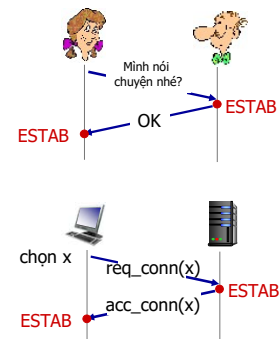 Mình nói
chuyện nhé?
ESTAB
OK
ESTAB
chọn x
req_conn(x)
ESTAB
acc_conn(x)
ESTAB